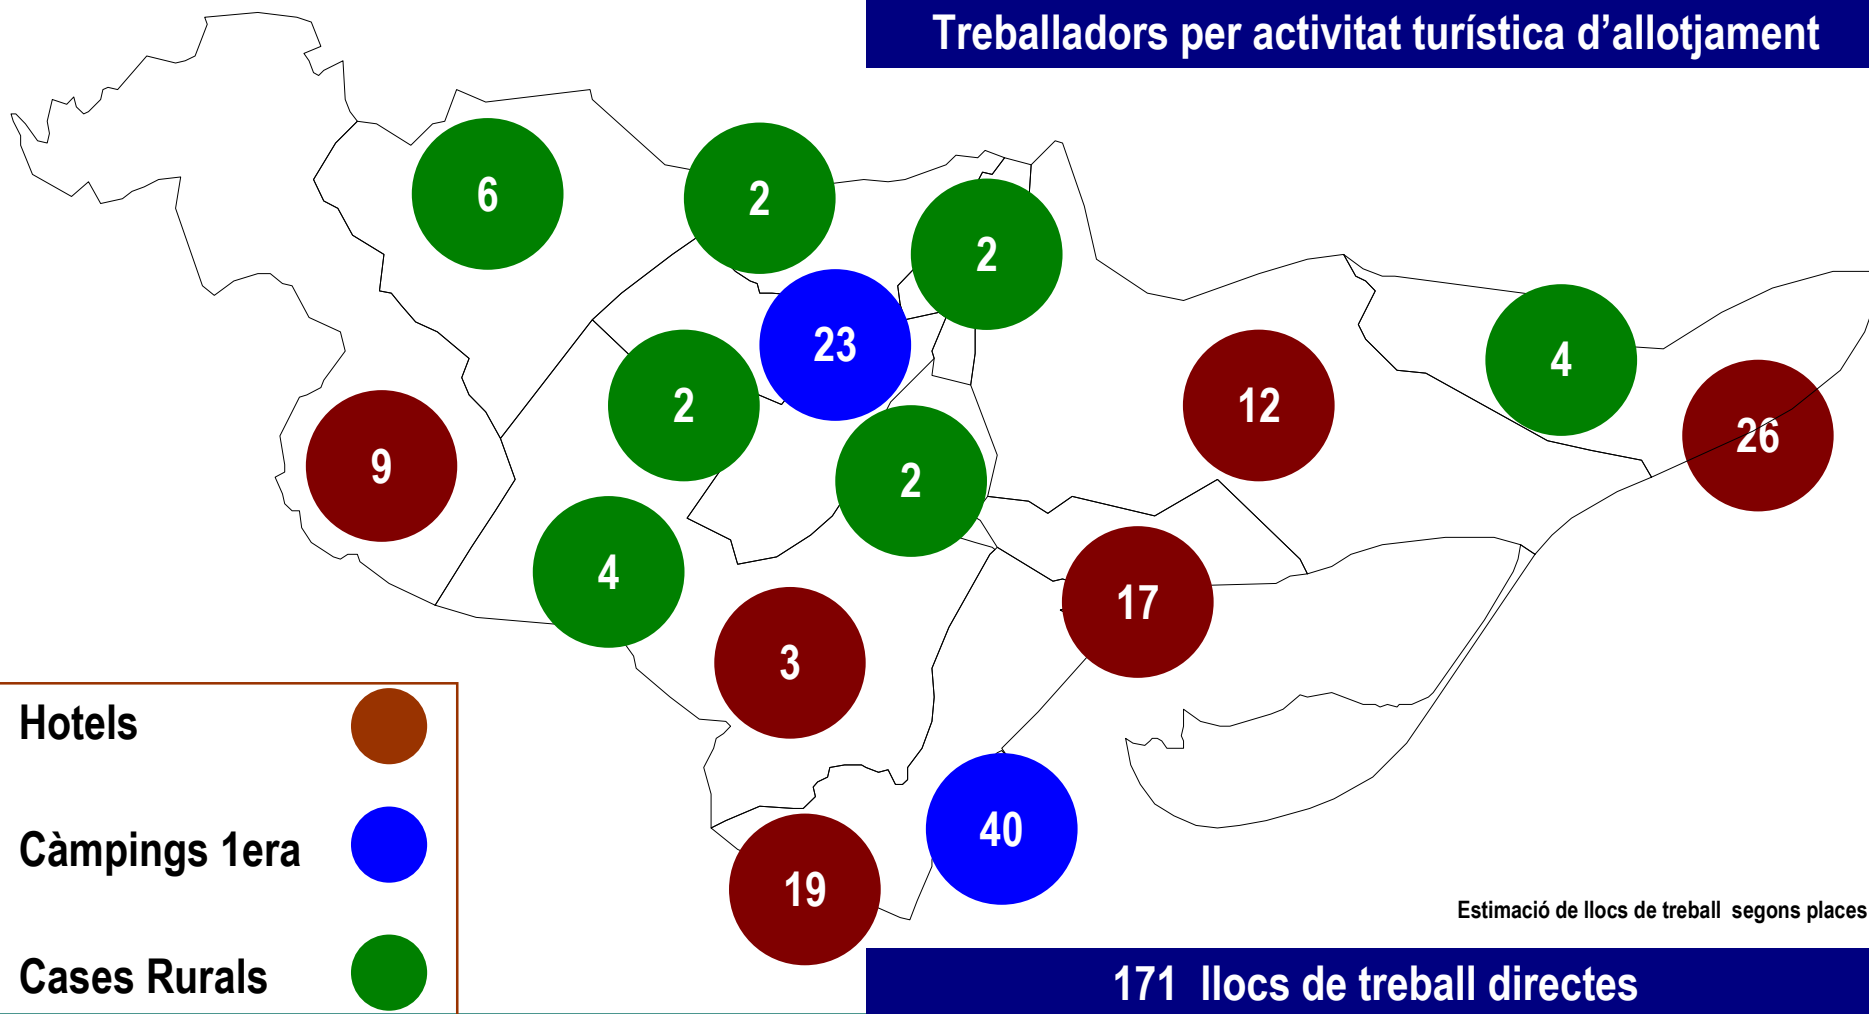 Treballadors per activitat turística d’allotjament
6
2
2
23
4
2
12
9
26
2
4
17
3
40
19
Hotels
Càmpings 1era
Cases Rurals
Estimació de llocs de treball segons places
171 llocs de treball directes